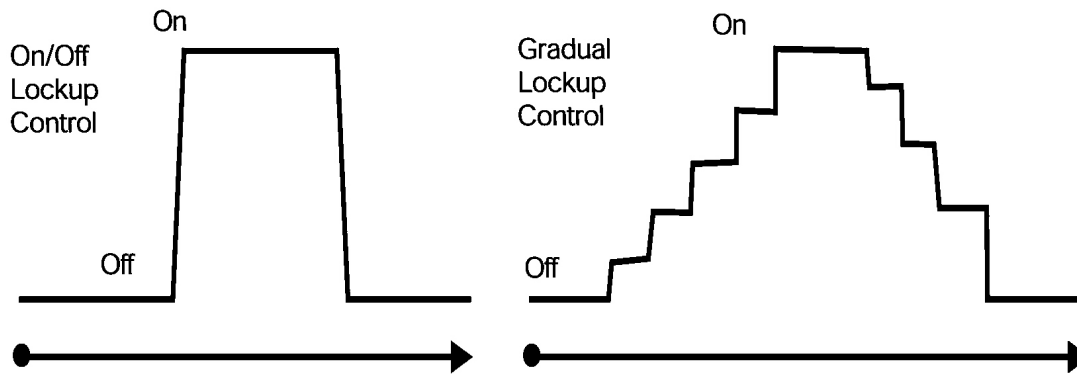 On
On/Off
Lockup
Control
Off
On
Gradual
Lockup
Control
Off